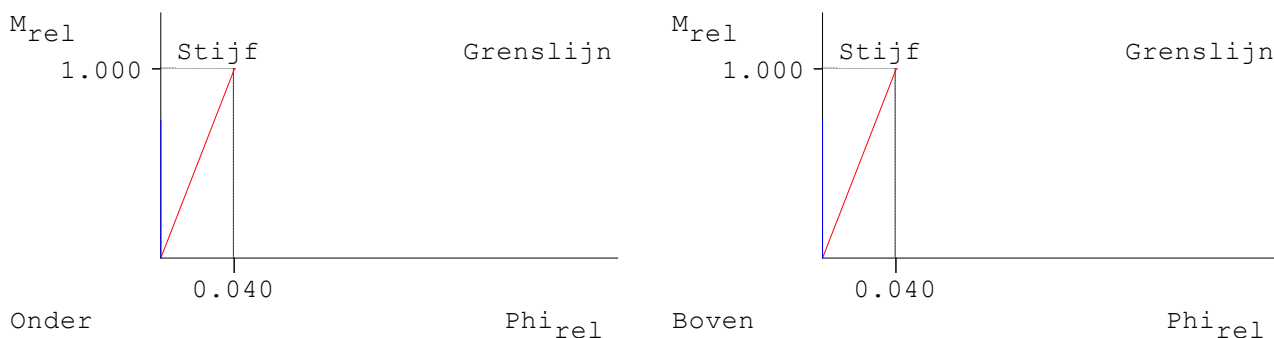 M_rel
Stijf Grenslijn
1.000
0.040
Onder Phi_rel
M_rel
Stijf Grenslijn
1.000
0.040
Boven Phi_rel